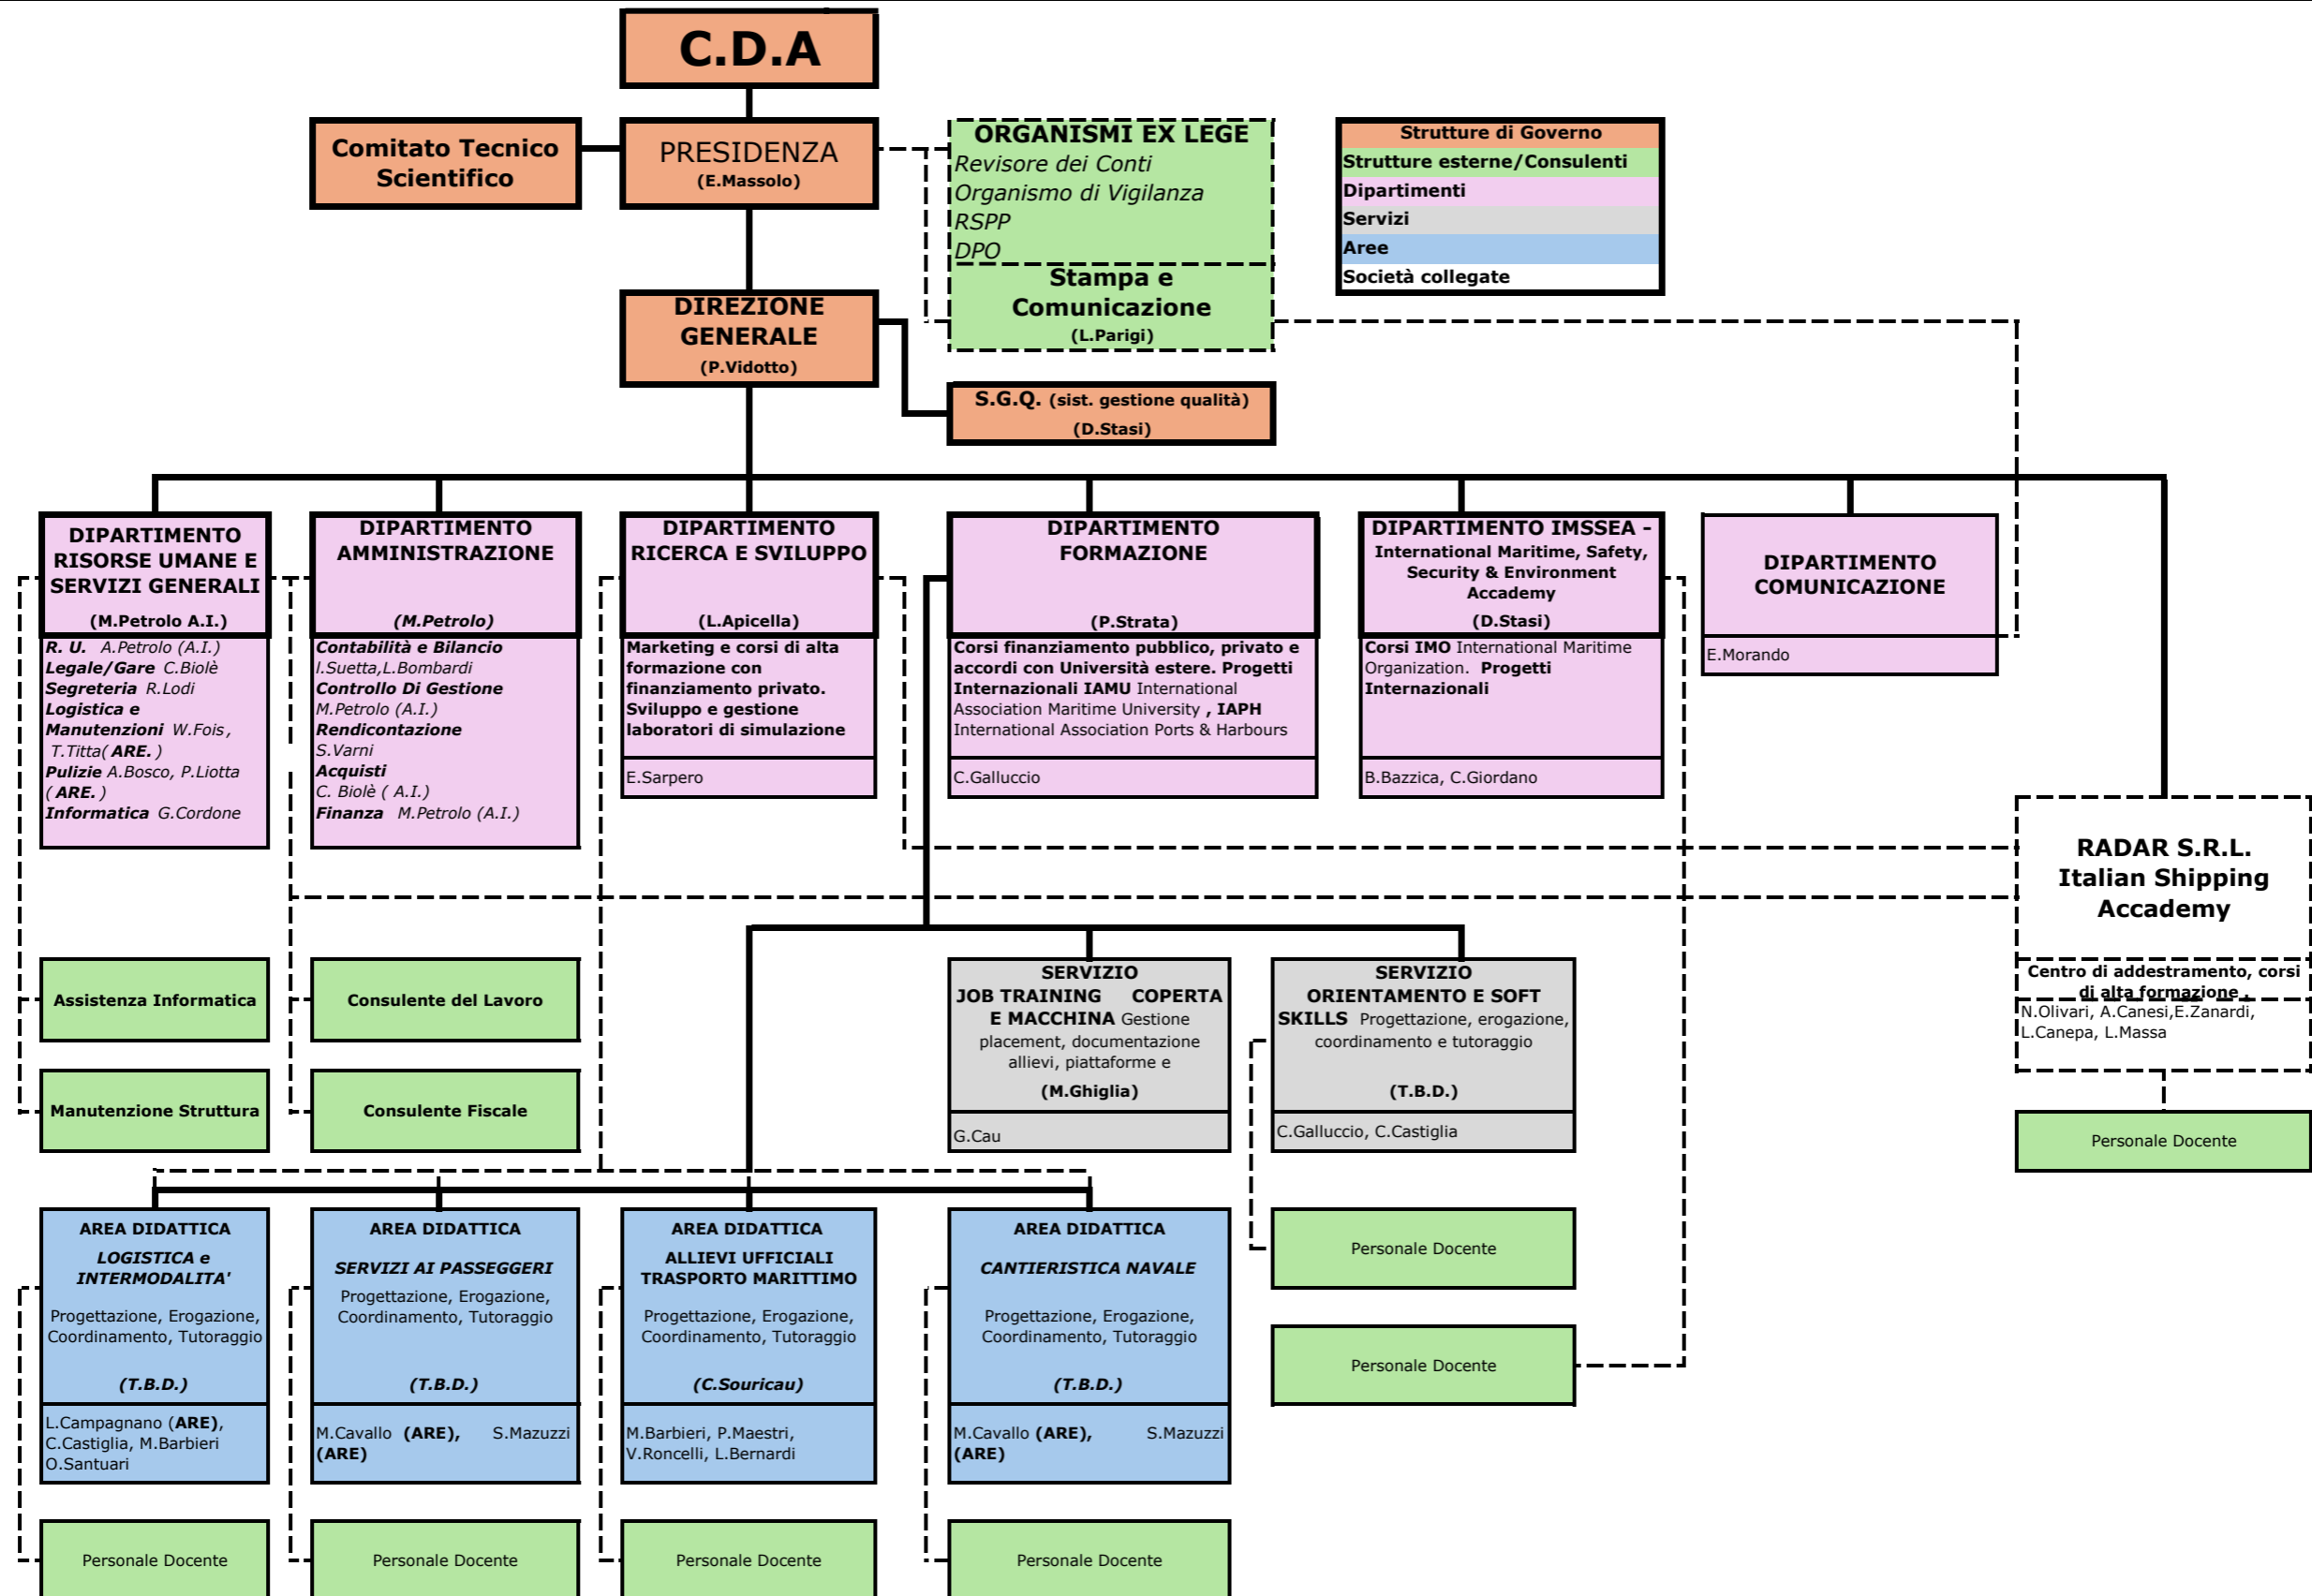 C.D.A
Comitato Tecnico
Scientifico
PRESIDENZA
(E.Massolo)
ORGANISMI EX LEGE
Revisore dei Conti
Organismo di Vigilanza
RSPP
DPO
Stampa e
Comunicazione
(L.Parigi)
Strutture di Governo
Strutture esterne/Consulenti
Dipartimenti
Servizi
Aree
Società collegate
DIREZIONE
GENERALE
(P.Vidotto)
S.G.Q. (sist. gestione qualità)
(D.Stasi)
DIPARTIMENTO
RISORSE UMANE E
SERVIZI GENERALI
(M.Petrolo A.I.)
R. U. A.Petrolo (A.I.)
Legale/Gare C.Biolè
Segreteria R.Lodi
Logistica e
Manutenzioni W.Fois,
T.Titta( ARE. )
Pulizie A.Bosco, P.Liotta
( ARE. )
Informatica G.Cordone
DIPARTIMENTO
AMMINISTRAZIONE
(M.Petrolo)
Contabilità e Bilancio
I.Suetta,L.Bombardi
Controllo Di Gestione
M.Petrolo (A.I.)
Rendicontazione
S.Varni
Acquisti
C. Biolè ( A.I.)
Finanza M.Petrolo (A.I.)
DIPARTIMENTO
RICERCA E SVILUPPO
(L.Apicella)
Marketing e corsi di alta
formazione con
finanziamento privato.
Sviluppo e gestione
laboratori di simulazione
E.Sarpero
DIPARTIMENTO
FORMAZIONE
(P.Strata)
Corsi finanziamento pubblico, privato e
accordi con Università estere. Progetti
Internazionali IAMU International
Association Maritime University , IAPH
International Association Ports & Harbours
C.Galluccio
DIPARTIMENTO IMSSEA -
International Maritime, Safety,
Security & Environment
Accademy
(D.Stasi)
Corsi IMO International Maritime
Organization. Progetti
Internazionali
B.Bazzica, C.Giordano
DIPARTIMENTO
COMUNICAZIONE
E.Morando
RADAR S.R.L.
Italian Shipping
Accademy
Centro di addestramento, corsi
di alta formazione ,
N.Olivari, A.Canesi,E.Zanardi,
L.Canepa, L.Massa
Personale Docente
Assistenza Informatica
Manutenzione Struttura
Consulente del Lavoro
Consulente Fiscale
SERVIZIO
JOB TRAINING COPERTA
E MACCHINA Gestione
placement, documentazione
allievi, piattaforme e
(M.Ghiglia)
G.Cau
SERVIZIO
ORIENTAMENTO E SOFT
SKILLS Progettazione, erogazione,
coordinamento e tutoraggio
(T.B.D.)
C.Galluccio, C.Castiglia
Personale Docente
Personale Docente
AREA DIDATTICA
LOGISTICA e
INTERMODALITA'
Progettazione, Erogazione,
Coordinamento, Tutoraggio
(T.B.D.)
L.Campagnano (ARE),
C.Castiglia, M.Barbieri
O.Santuari
Personale Docente
AREA DIDATTICA
SERVIZI AI PASSEGGERI
Progettazione, Erogazione,
Coordinamento, Tutoraggio
(T.B.D.)
M.Cavallo (ARE), S.Mazuzzi
(ARE)
Personale Docente
AREA DIDATTICA
ALLIEVI UFFICIALI
TRASPORTO MARITTIMO
Progettazione, Erogazione,
Coordinamento, Tutoraggio
(C.Souricau)
M.Barbieri, P.Maestri,
V.Roncelli, L.Bernardi
Personale Docente
AREA DIDATTICA
CANTIERISTICA NAVALE
Progettazione, Erogazione,
Coordinamento, Tutoraggio
(T.B.D.)
M.Cavallo (ARE), S.Mazuzzi
(ARE)
Personale Docente